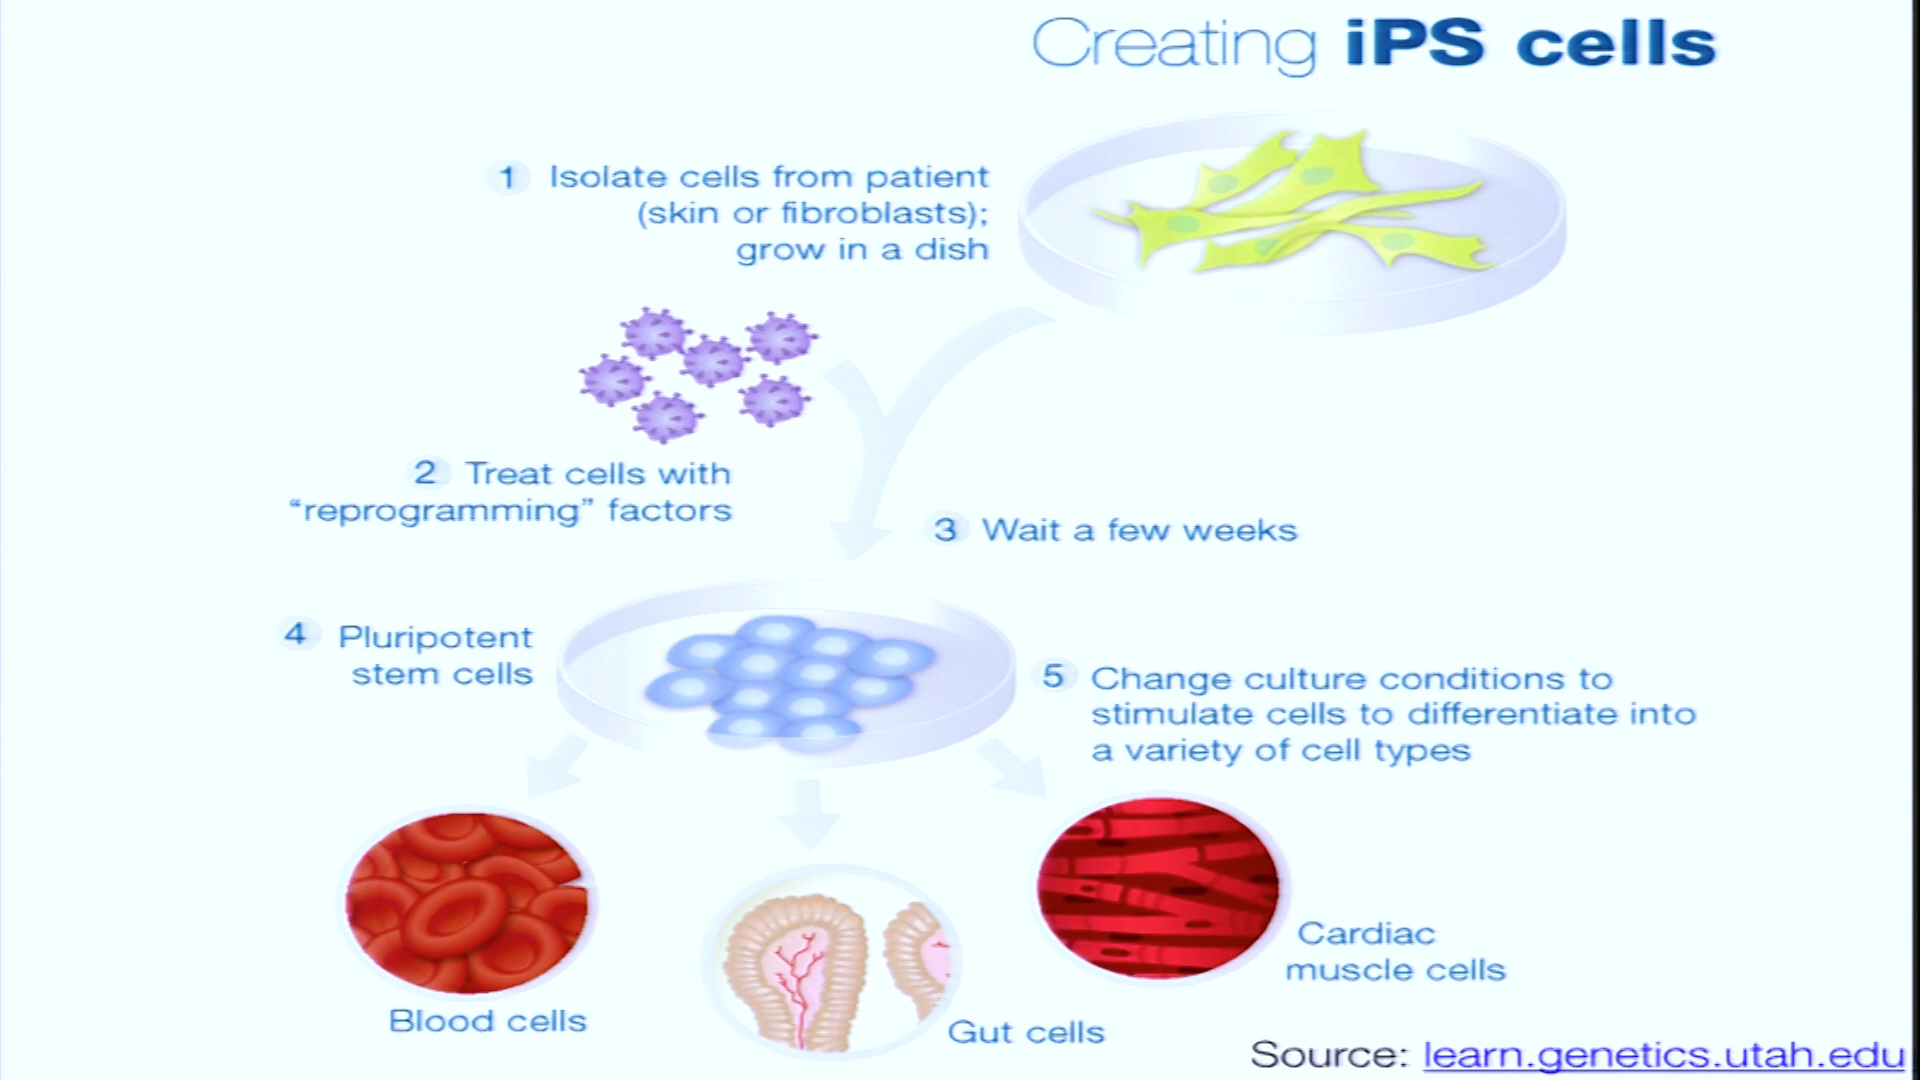 Creating iPS cells
1 Isolate cells from patient
(skin or fibroblasts);
grow in a dish
2 Treat cells with
“reprogramming” factors
3 Wait a few weeks
4 Pluripotent
stem cells
5 Change culture conditions to
stimulate cells to differentiate into
a variety of cell types
Blood cells
Gut cells
Cardiac
muscle cells
Source: learn.genetics.utah.edu